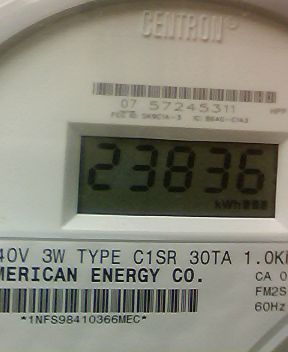 CENTRON
07 57245311
23836
kWh
40V 3W TYPE C1SR 30TA 1.0K
MERICAN ENERGY CO.
CA 0
FM2S
60Hz
*1NFS98410366MEC*